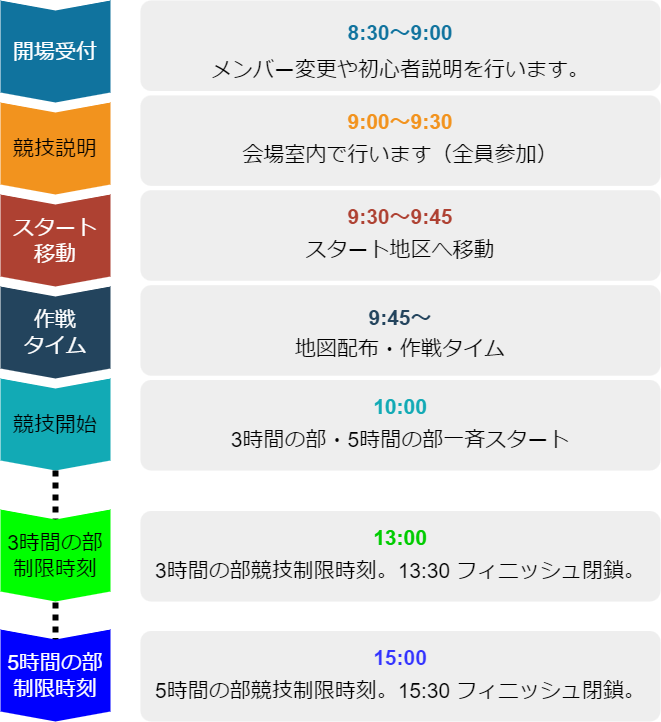 開場受付
8:30～9:00
メンバー変更や初心者説明を行います。
競技説明
9:00～9:30
会場室内で行います（全員参加）
スタート
移動
9:30～9:45
スタート地区へ移動
作戦
タイム
9:45～
地図配布・作戦タイム
競技開始
10:00
3時間の部・5時間の部一斉スタート
3時間の部
制限時刻
13:00
3時間の部競技制限時刻。13:30 フィニッシュ閉鎖。
5時間の部
制限時刻
15:00
5時間の部競技制限時刻。15:30 フィニッシュ閉鎖。